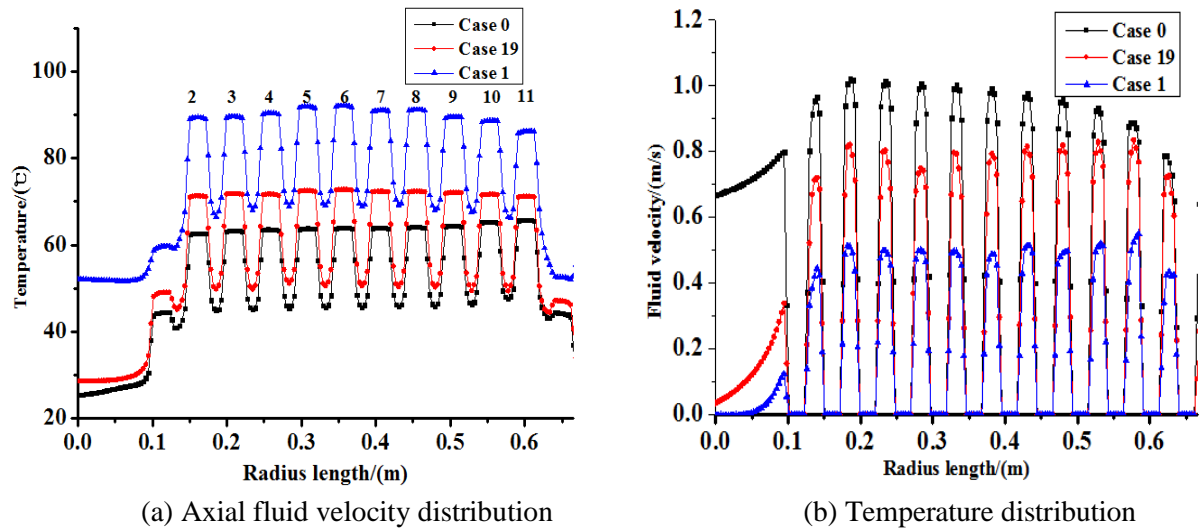 Case 0
Case 19
Case 1
100
80
60
40
20
2 3 4 5 6 7 8 9 10 11
Temperature/(℃)
0.0 0.1 0.2 0.3 0.4 0.5 0.6
Radius length/(m)
(a) Axial fluid velocity distribution
Case 0
Case 19
Case 1
1.2
1.0
0.8
0.6
0.4
0.2
0.0
Fluid velocity/(m/s)
0.0 0.1 0.2 0.3 0.4 0.5 0.6
Radius length/(m)
(b) Temperature distribution